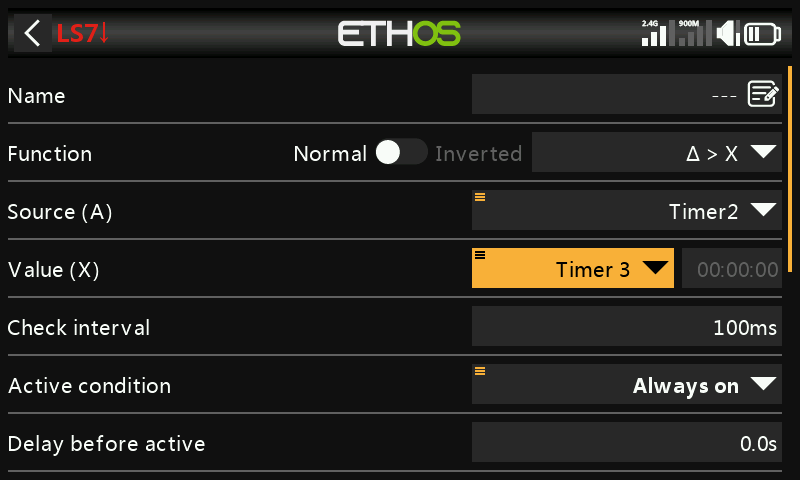 LS7↓ ETHOS 2.4G 900M
Name ---
Function Normal Inverted Δ > X
Source (A) Timer2
Value (X) Timer 3 00:00:00
Check interval 100ms
Active condition Always on
Delay before active 0.0s